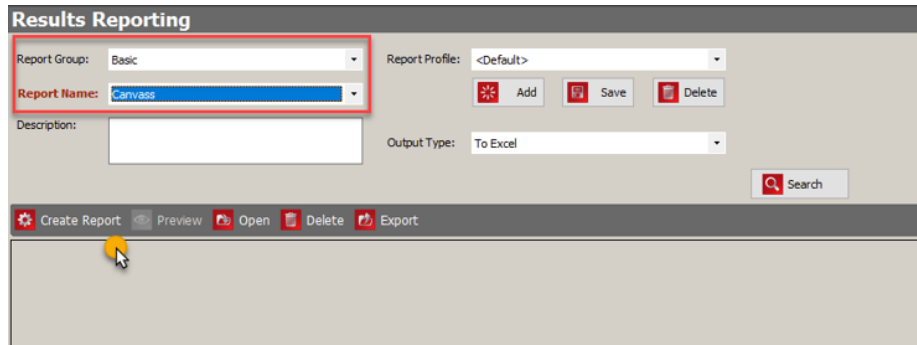 Results Reporting
Report Group: Basic Report Profile: <Default>
Report Name: Canvass Add Save Delete
Description:
Output Type: To Excel
Search
Create Report Preview Open Delete Export